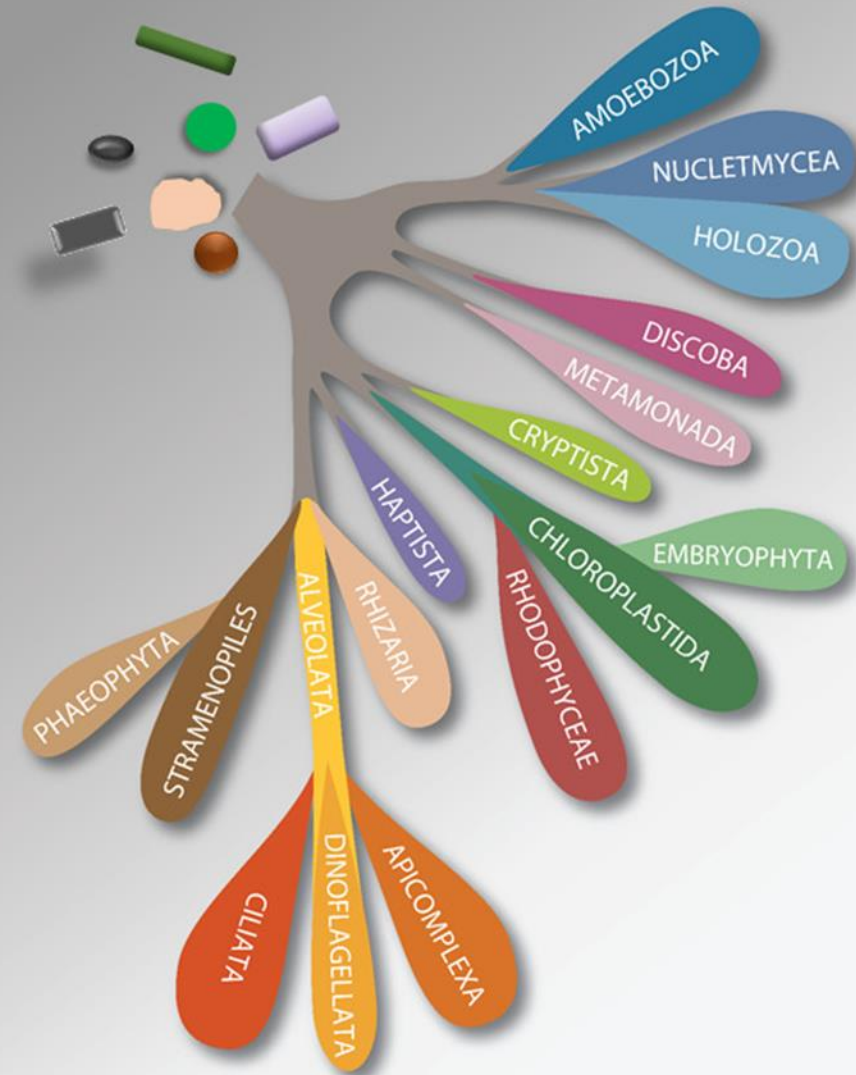 AMOEBOZOA
NUCLETMYCEA
HOLOZOA
DISCOBA
METAMONADA
CRYPTISTA
EMBRYOPHYTA
CHLOROPLASTIDA
RHODOPHYCEAE
HAPTISTA
RHIZARIA
ALVEOLATA
STRAMENOPILES
PHAEOPHYTA
CILIATA
DINOFLAGELLATA
APICOMPLEXA